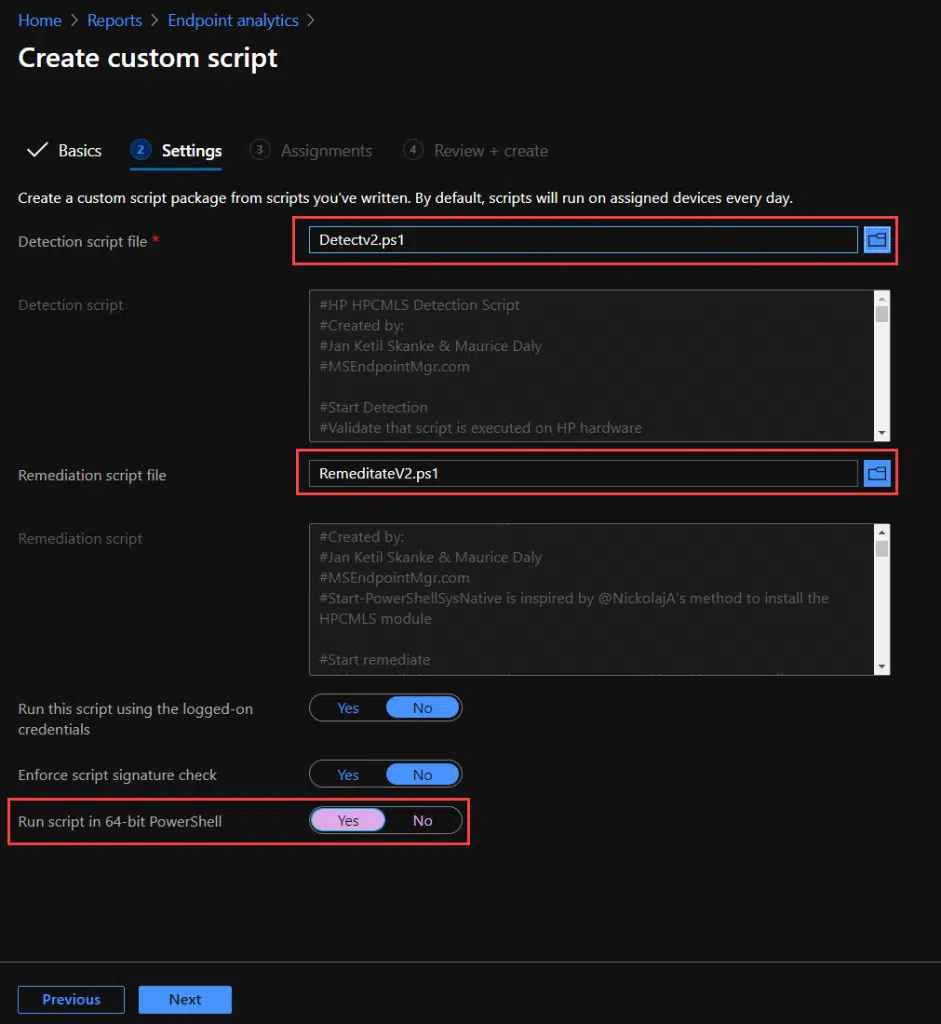 Home > Reports > Endpoint analytics >
Create custom script
Basics 2 Settings 3 Assignments 4 Review + create
Create a custom script package from scripts you've written. By default, scripts will run on assigned devices every day.
Detection script file * Detectv2.ps1
Detection script
#HP HPCMLS Detection Script
#Created by:
#Jan Ketil Skanke & Maurice Daly
#MSEndpointMgr.com
#Start Detection
#Validate that script is executed on HP hardware
Remediation script file RemeditateV2.ps1
Remediation script
#Created by:
#Jan Ketil Skanke & Maurice Daly
#MSEndpointMgr.com
#Start-PowerShellSysNative is inspired by @NickolajA's method to install the
HPCMLS module
#Start remediate
Run this script using the logged-on
credentials
Yes No
Enforce script signature check Yes No
Run script in 64-bit PowerShell Yes No
Previous Next